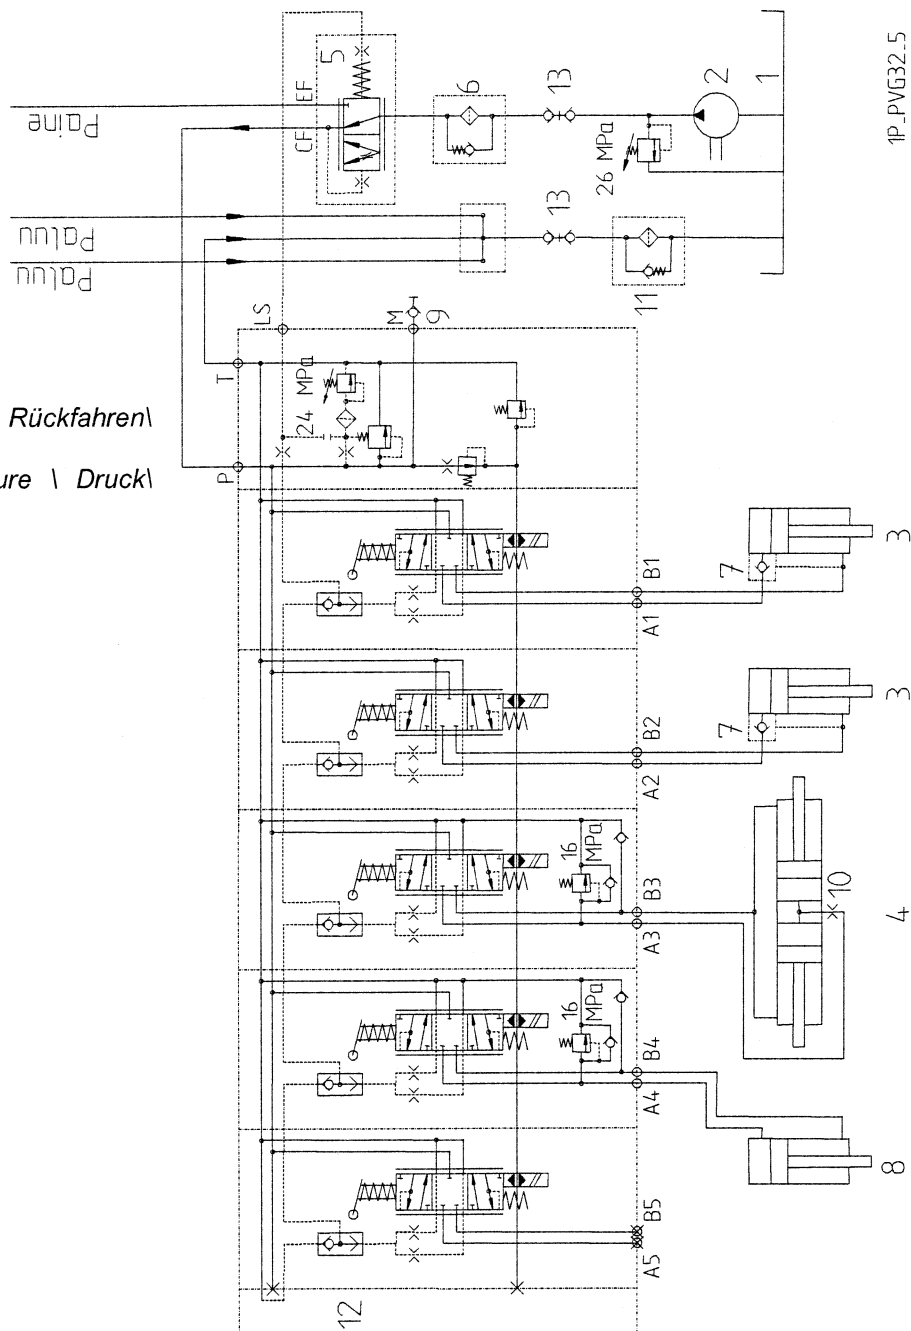 Rückfahren\
ure \ Druck\
Paine
Paluu
Paluu
CF
EF
5
6
13
26 MPa
2
1
13
11
1P_PVG32.5
LS
M
9
T
P
24 MPa
B1
A1
7
3
B2
A2
7
3
16 MPa
B3
A3
10
4
16 MPa
B4
A4
8
B5
A5
12